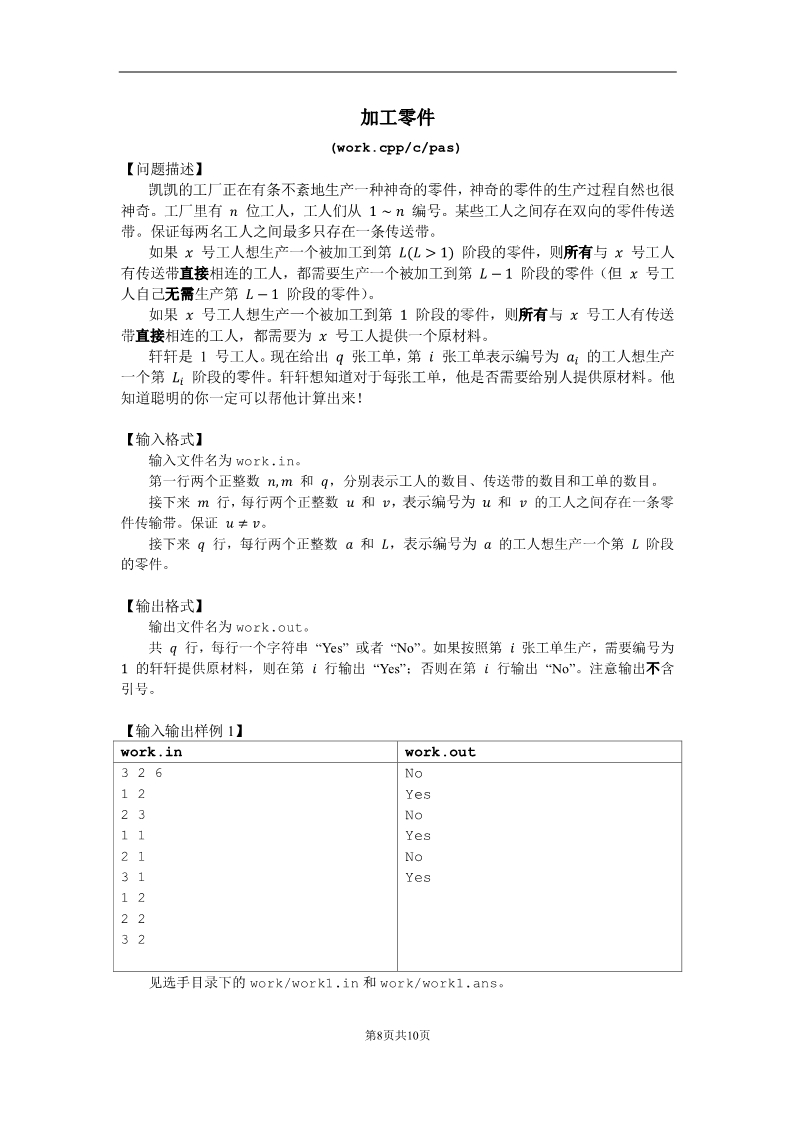 加工零件
(work.cpp/c/pas)
【问题描述】
凯凯的工厂正在有条不紊地生产一种神奇的零件，神奇的零件的生产过程自然也很
神奇。工厂里有 n 位工人，工人们从 1 ~ n 编号。某些工人之间存在双向的零件传送
带。保证每两名工人之间最多只存在一条传送带。
如果 x 号工人想生产一个被加工到第 L(L > 1) 阶段的零件，则所有与 x 号工人
有传送带直接相连的工人，都需要生产一个被加工到第 L − 1 阶段的零件（但 x 号工
人自己无需生产第 L − 1 阶段的零件）。
如果 x 号工人想生产一个被加工到第 1 阶段的零件，则所有与 x 号工人有传送
带直接相连的工人，都需要为 x 号工人提供一个原材料。
轩轩是 1 号工人。现在给出 q 张工单，第 i 张工单表示编号为 aᵢ 的工人想生产
一个第 Lᵢ 阶段的零件。轩轩想知道对于每张工单，他是否需要给别人提供原材料。他
知道聪明的你一定可以帮他计算出来！
【输入格式】
输入文件名为 work.in。
第一行两个正整数 n,m 和 q，分别表示工人的数目、传送带的数目和工单的数目。
接下来 m 行，每行两个正整数 u 和 v，表示编号为 u 和 v 的工人之间存在一条零
件传输带。保证 u ≠ v。
接下来 q 行，每行两个正整数 a 和 L，表示编号为 a 的工人想生产一个第 L 阶段
的零件。
【输出格式】
输出文件名为 work.out。
共 q 行，每行一个字符串 “Yes” 或者 “No”。如果按照第 i 张工单生产，需要编号为
1 的轩轩提供原材料，则在第 i 行输出 “Yes”；否则在第 i 行输出 “No”。注意输出不含
引号。
【输入输出样例 1】
work.in
3 2 6
1 2
2 3
1 1
2 1
3 1
1 2
2 2
3 2
work.out
No
Yes
No
Yes
No
Yes
见选手目录下的 work/work1.in 和 work/work1.ans。
第8页共10页